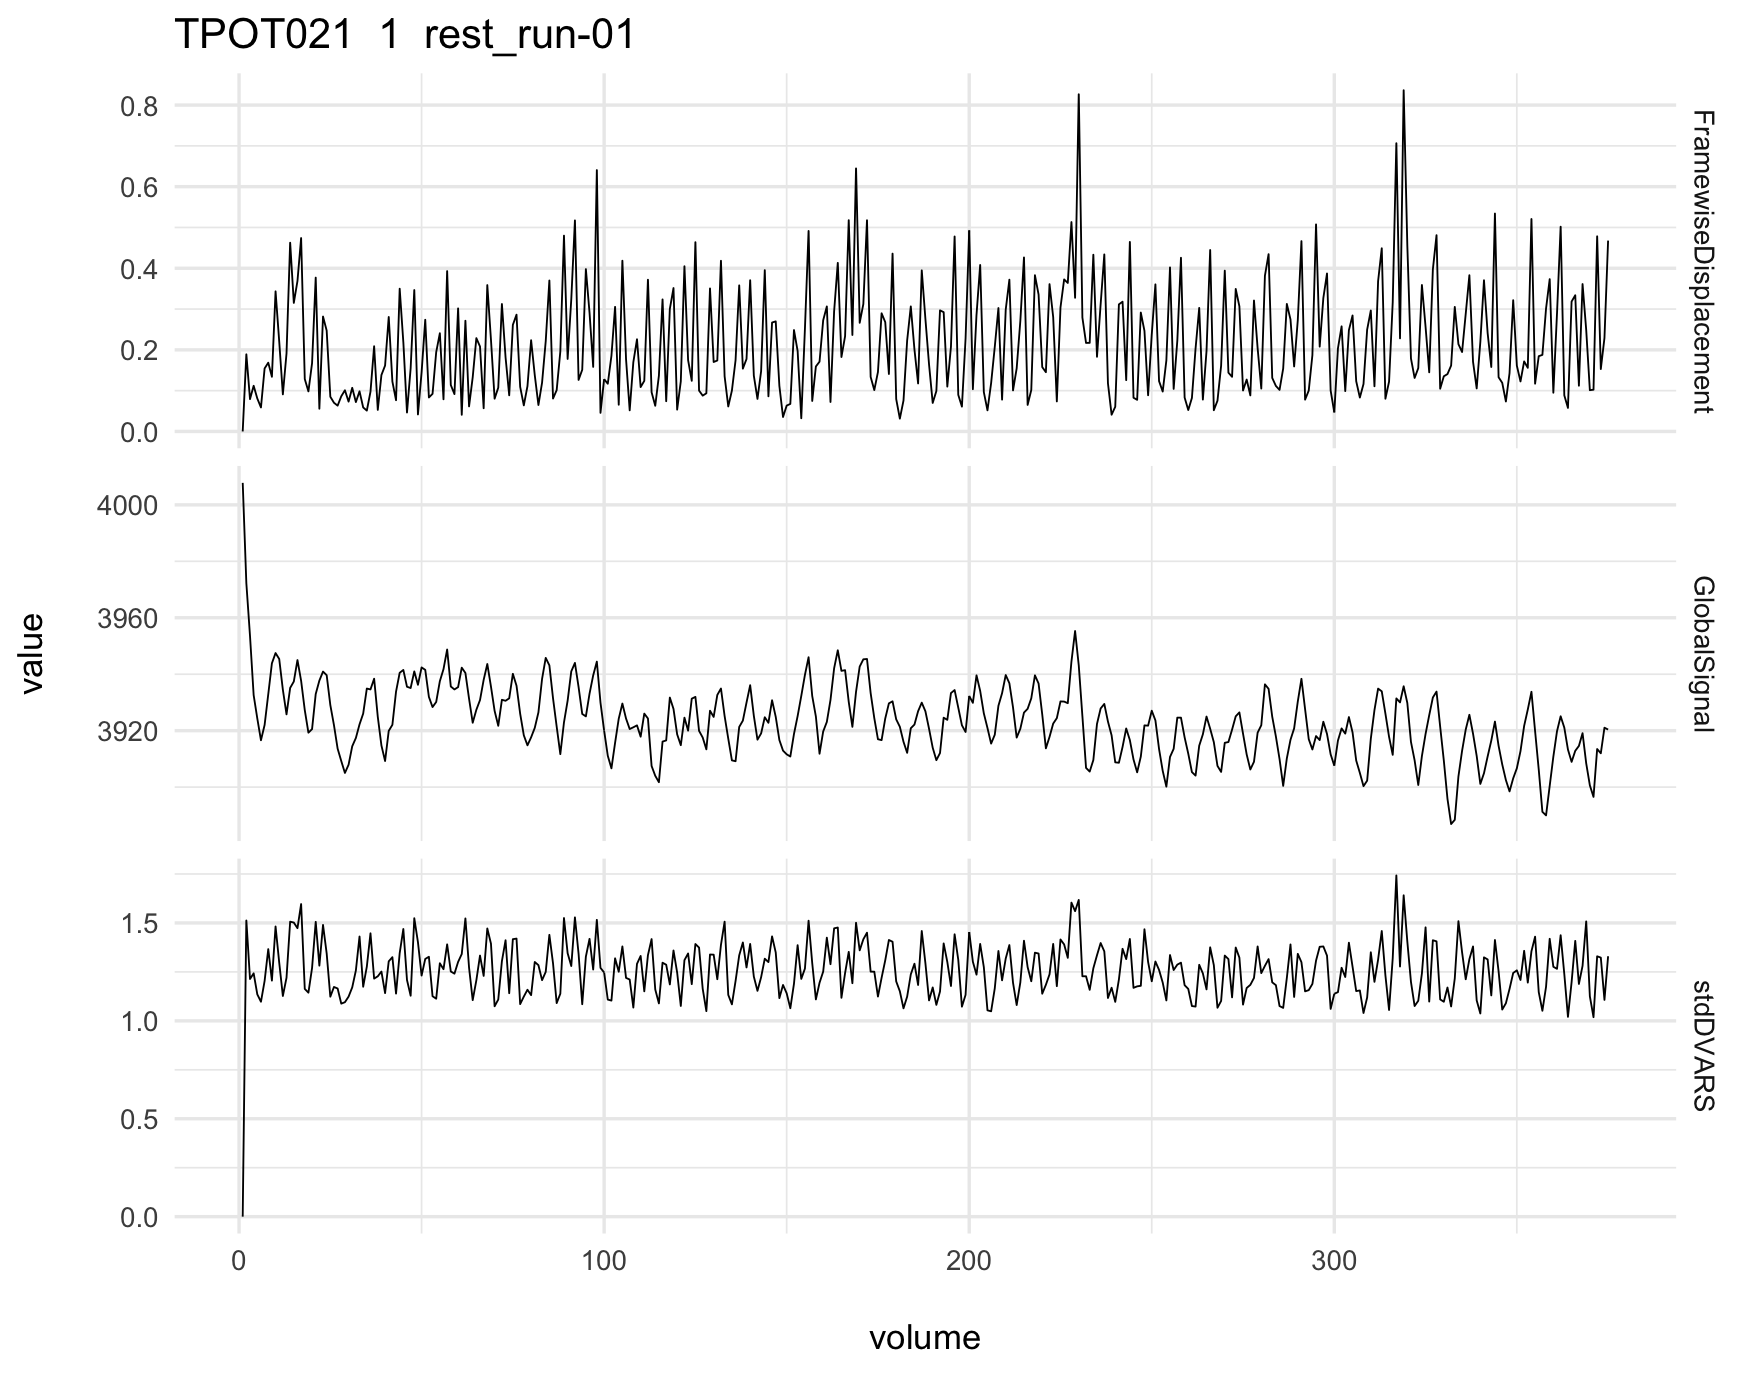 TPOT021 1 rest_run-01
0.8
0.6
0.4
0.2
0.0
FramewiseDisplacement
4000
3960
3920
GlobalSignal
value
1.5
1.0
0.5
0.0
stdDVARS
0 100 200 300
volume